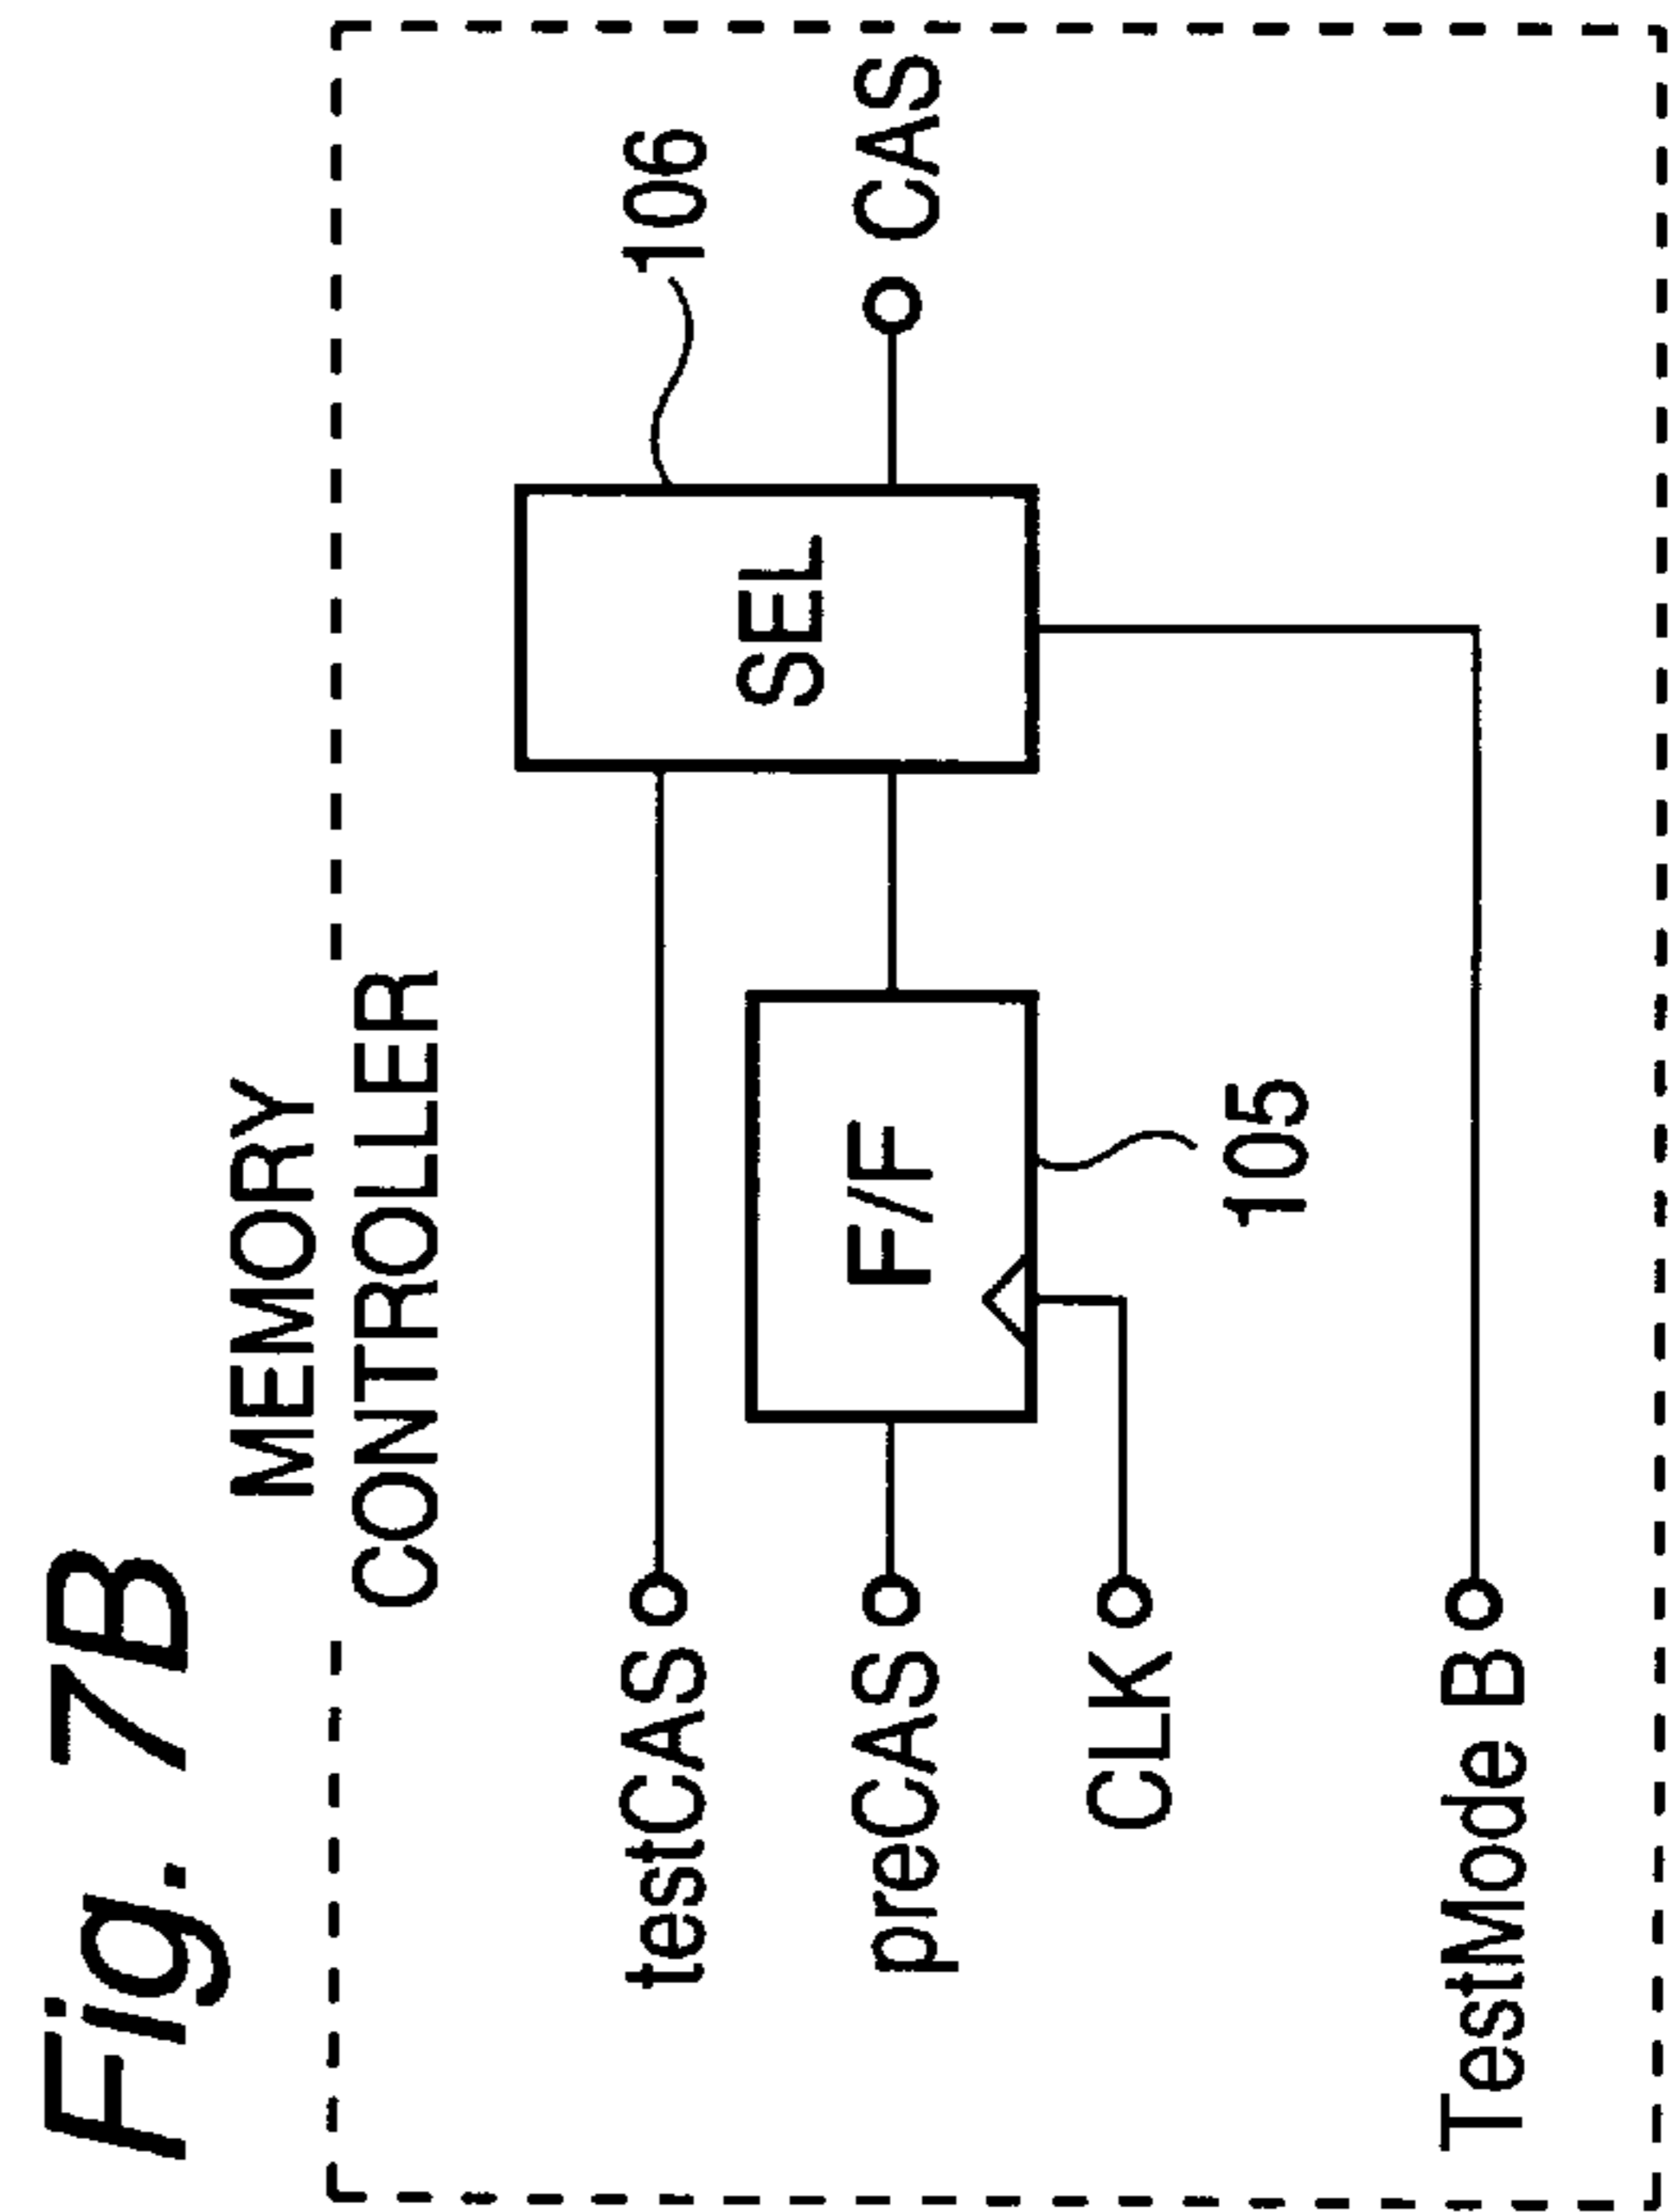 Fig. 7B
MEMORY
CONTROLLER
testCAS
preCAS
CLK
TestMode B
F/F
105
SEL
106
CAS